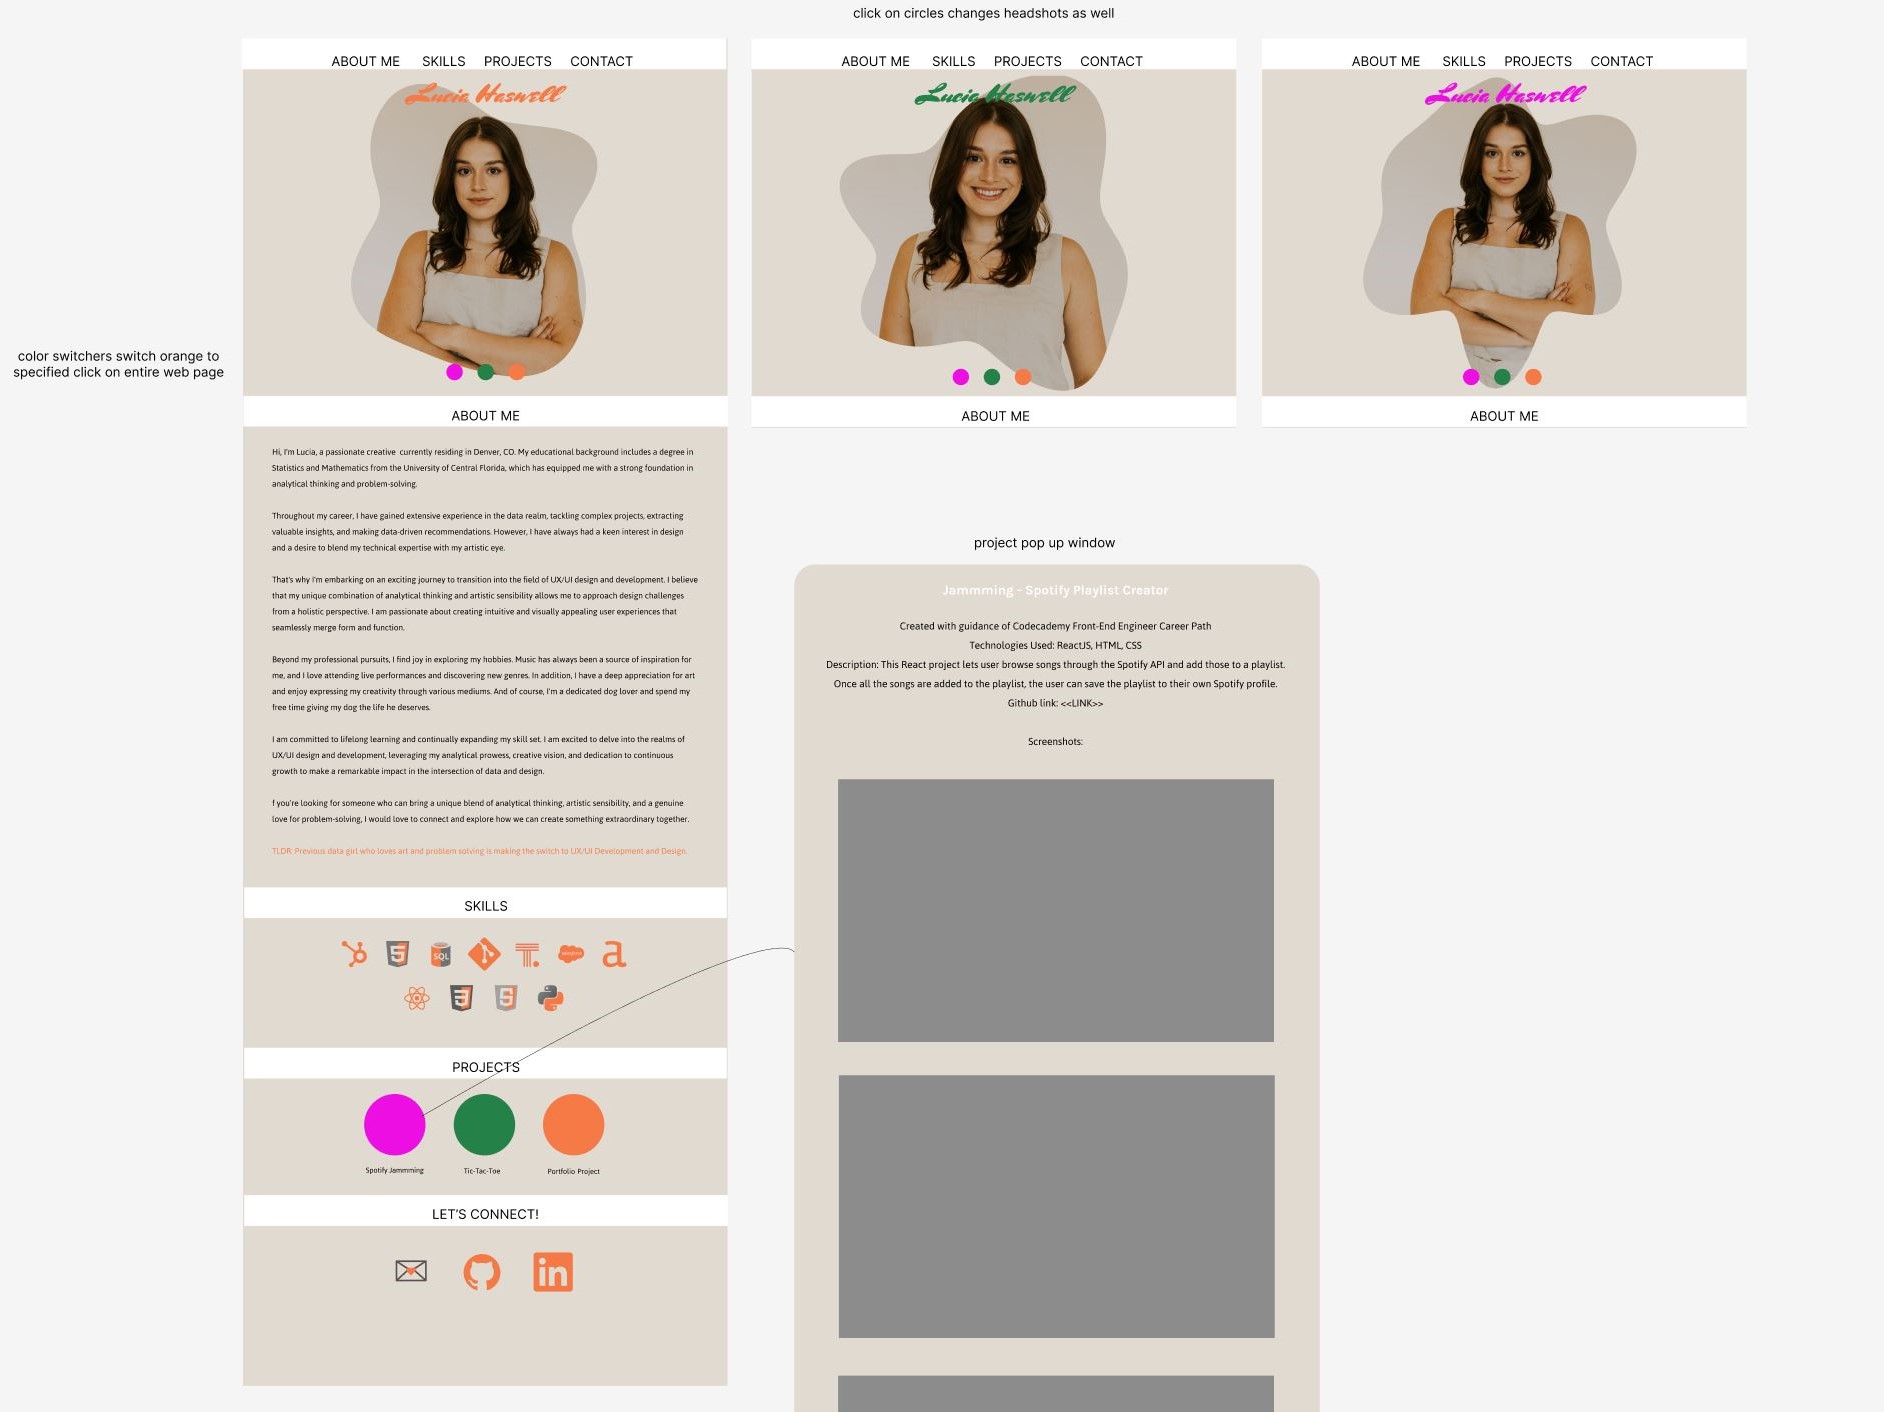 click on circles changes headshots as well
ABOUT ME SKILLS PROJECTS CONTACT
Lucia Haswell
ABOUT ME SKILLS PROJECTS CONTACT
Lucia Haswell
ABOUT ME SKILLS PROJECTS CONTACT
Lucia Haswell
color switchers switch orange to
specified click on entire web page
ABOUT ME
ABOUT ME
ABOUT ME
Hi, I'm Lucia, a passionate creative currently residing in Denver, CO. My educational background includes a degree in
Statistics and Mathematics from the University of Central Florida, which has equipped me with a strong foundation in
analytical thinking and problem-solving.
Throughout my career, I have gained extensive experience in the data realm, tackling complex projects, extracting
valuable insights, and making data-driven recommendations. However, I have always had a keen interest in design
and a desire to blend my technical expertise with my artistic eye.
That's why I'm embarking on an exciting journey to transition into the field of UX/UI design and development. I believe
that my unique combination of analytical thinking and artistic sensibility allows me to approach design challenges
from a holistic perspective. I am passionate about creating intuitive and visually appealing user experiences that
seamlessly merge form and function.
Beyond my professional pursuits, I find joy in exploring my hobbies. Music has always been a source of inspiration for
me, and I love attending live performances and discovering new genres. In addition, I have a deep appreciation for art
and enjoy expressing my creativity through various mediums. And of course, I'm a dedicated dog lover and spend my
free time giving my dog the life he deserves.
I am committed to lifelong learning and continually expanding my skill set. I am excited to delve into the realms of
UX/UI design and development, leveraging my analytical prowess, creative vision, and dedication to continuous
growth to make a remarkable impact in the intersection of data and design.
f you're looking for someone who can bring a unique blend of analytical thinking, artistic sensibility, and a genuine
love for problem-solving, I would love to connect and explore how we can create something extraordinary together.
TLDR: Previous data girl who loves art and problem solving is making the switch to UX/UI Development and Design.
SKILLS
SQL
salesforce
a
PROJECTS
Spotify Jammming
Tic-Tac-Toe
Portfolio Project
LET'S CONNECT!
in
project pop up window
Jammming - Spotify Playlist Creator
Created with guidance of Codecademy Front-End Engineer Career Path
Technologies Used: ReactJS, HTML, CSS
Description: This React project lets user browse songs through the Spotify API and add those to a playlist.
Once all the songs are added to the playlist, the user can save the playlist to their own Spotify profile.
Github link: <<LINK>>
Screenshots: